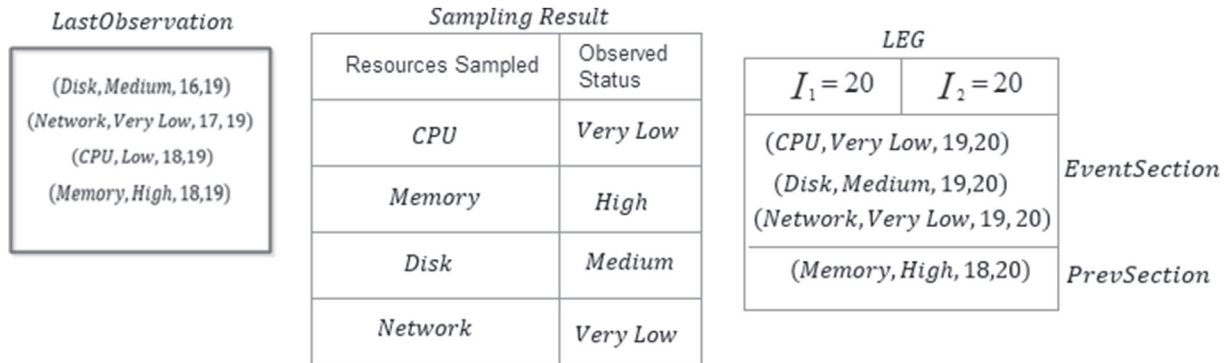 LastObservation
(Disk, Medium, 16,19)
(Network, Very Low, 17, 19)
(CPU, Low, 18,19)
(Memory, High, 18,19)
Sampling Result
Resources Sampled
Observed
Status
CPU
Very Low
Memory
High
Disk
Medium
Network
Very Low
LEG
I₁ = 20
I₂ = 20
(CPU, Very Low, 19,20)
(Disk, Medium, 19,20)
(Network, Very Low, 19, 20)
EventSection
(Memory, High, 18,20)
PrevSection